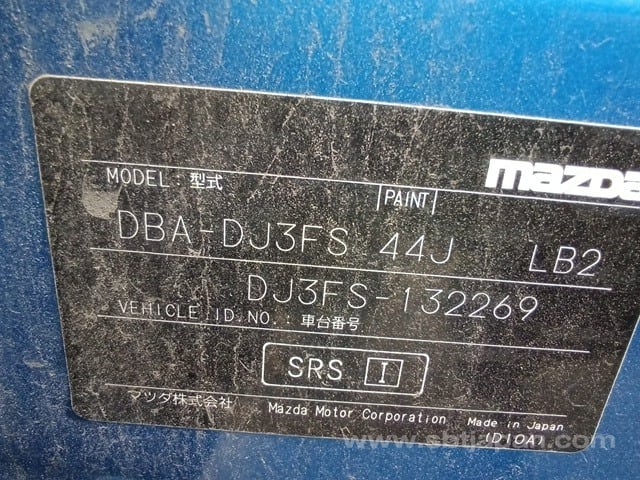 mazda
MODEL : 型式 PAINT
DBA-DJ3FS 44J LB2
DJ3FS-132269
VEHICLE ID NO. : 車台番号
SRS I
マツダ株式会社 Mazda Motor Corporation Made in Japan
(D10A)
www.sbtjapan.com